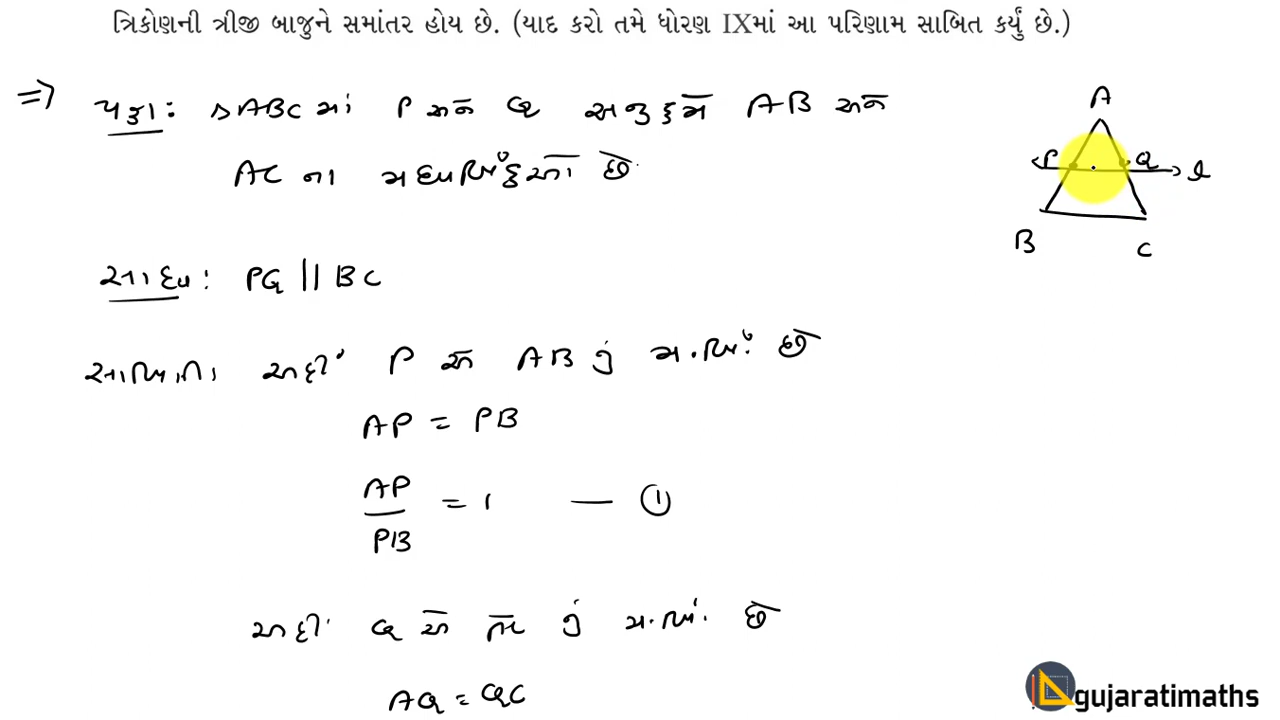 ત્રિકોણની ત્રીજી બાજુને સમાંતર હોય છે. (યાદ કરો તમે ધોરણ IXમાં આ પરિણામ સાબિત કર્યું છે.)
⇒ પક્ષ: △ABC માં P અને Q અનુક્રમે AB અને
AC ના મધ્યબિંદુઓ છે.
સાધ્ય: PQ || BC
સાબિતી: અહીં P એ AB નું મ.બિં. છે
AP = PB
AP/PB = 1 — ①
અહીં Q એ AC નું મ.બિં. છે
AQ = QC
A
P Q l
B C
gujaratimaths